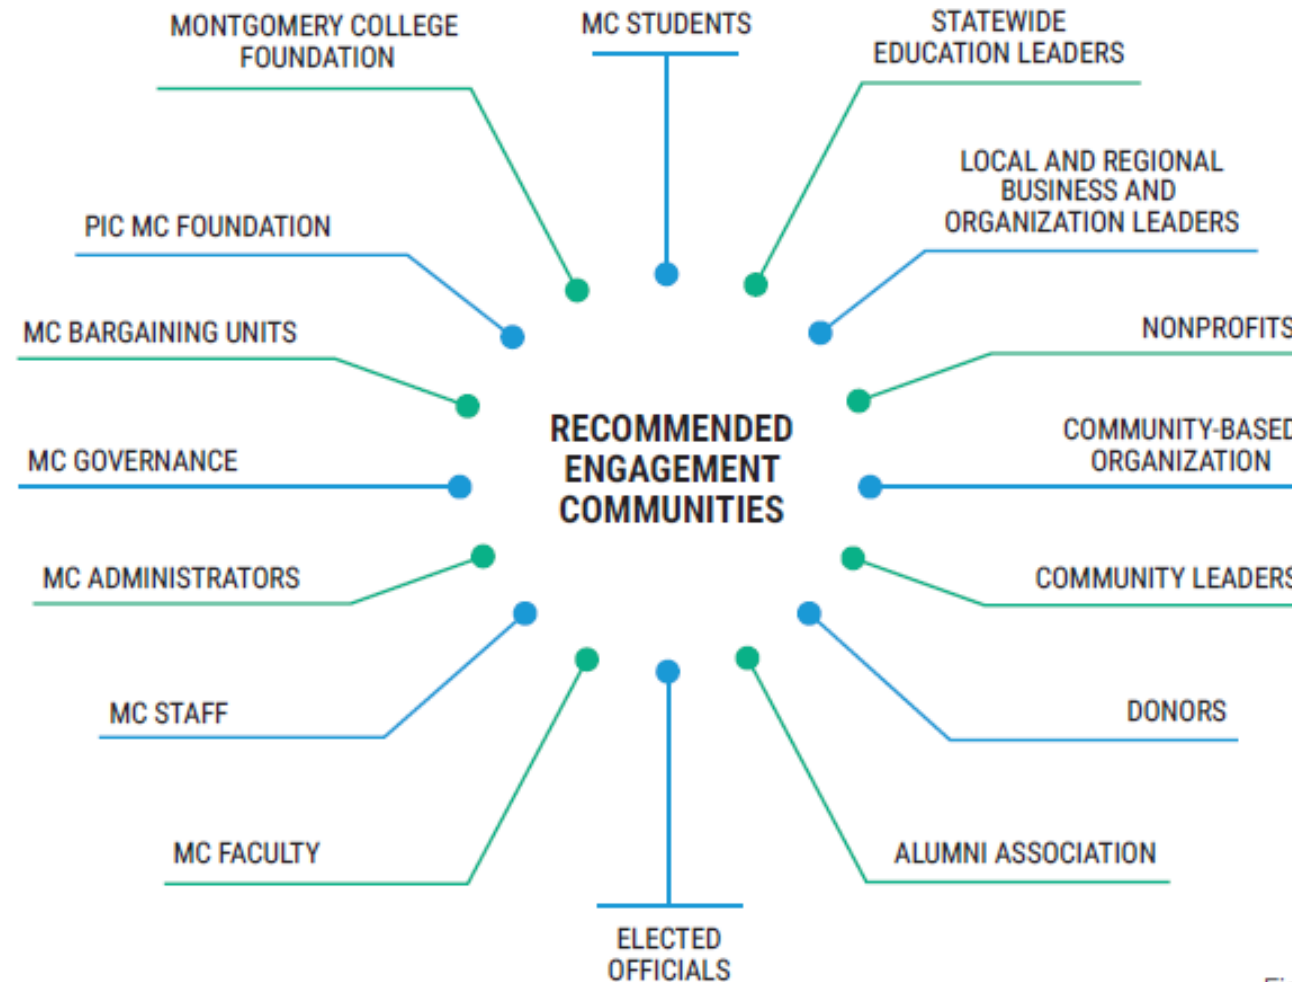 MONTGOMERY COLLEGE
FOUNDATION
MC STUDENTS
STATEWIDE
EDUCATION LEADERS
LOCAL AND REGIONAL
BUSINESS AND
ORGANIZATION LEADERS
PIC MC FOUNDATION
NONPROFITS
MC BARGAINING UNITS
RECOMMENDED
ENGAGEMENT
COMMUNITIES
COMMUNITY-BASED
ORGANIZATION
MC GOVERNANCE
MC ADMINISTRATORS
COMMUNITY LEADERS
MC STAFF
DONORS
MC FACULTY
ALUMNI ASSOCIATION
ELECTED
OFFICIALS